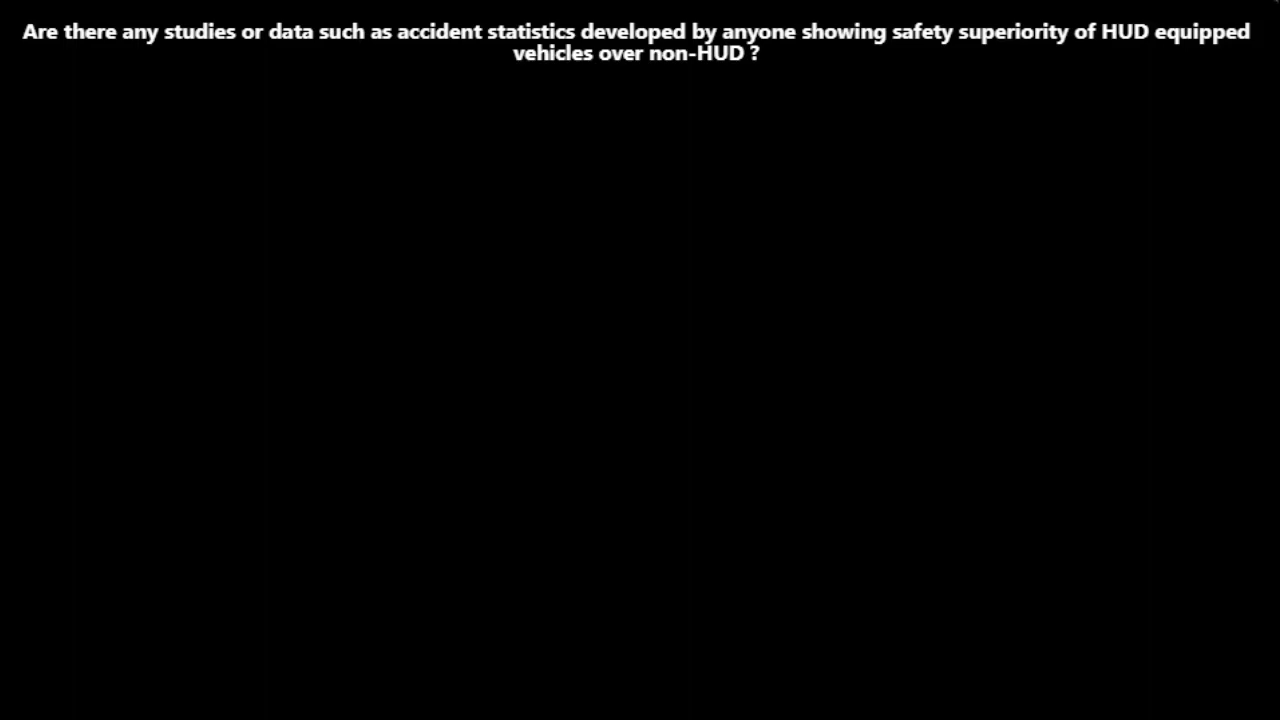 Are there any studies or data such as accident statistics developed by anyone showing safety superiority of HUD equipped
vehicles over non-HUD ?